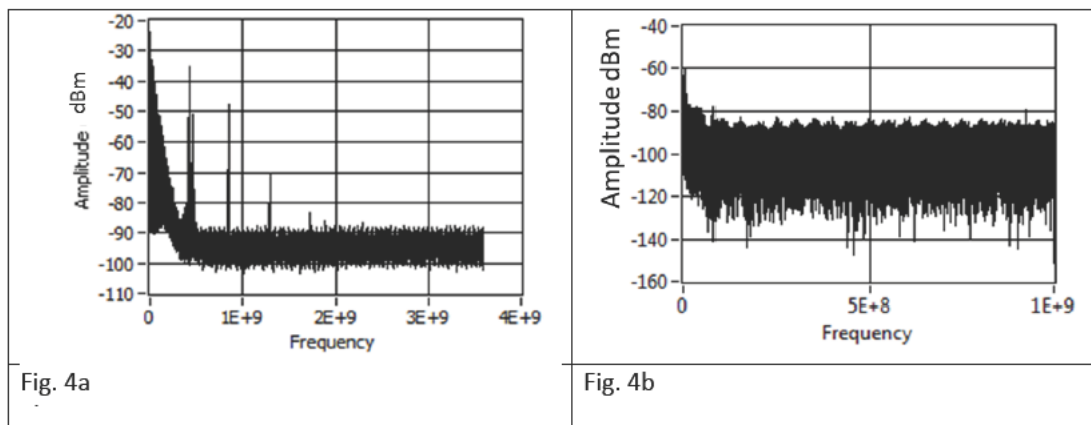 -20
-30
-40
-50
-60
-70
-80
-90
-100
-110
Amplitude dBm
0
1E+9
2E+9
3E+9
4E+9
Frequency
Fig. 4a
-40
-60
-80
-100
-120
-140
-160
Amplitude dBm
0
5E+8
1E+9
Frequency
Fig. 4b